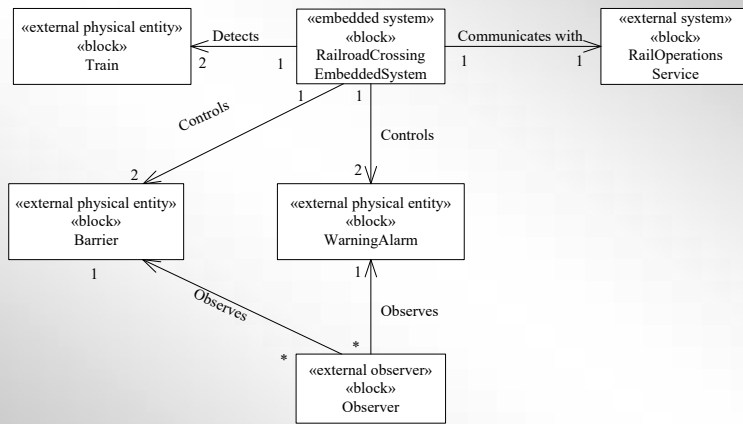 «external physical entity»
«block»
Train
Detects
2
1
«embedded system»
«block»
RailroadCrossing
EmbeddedSystem
Communicates with
1
1
«external system»
«block»
RailOperations
Service
1
1
Controls
Controls
2
2
«external physical entity»
«block»
Barrier
«external physical entity»
«block»
WarningAlarm
1
1
Observes
Observes
*
*
«external observer»
«block»
Observer